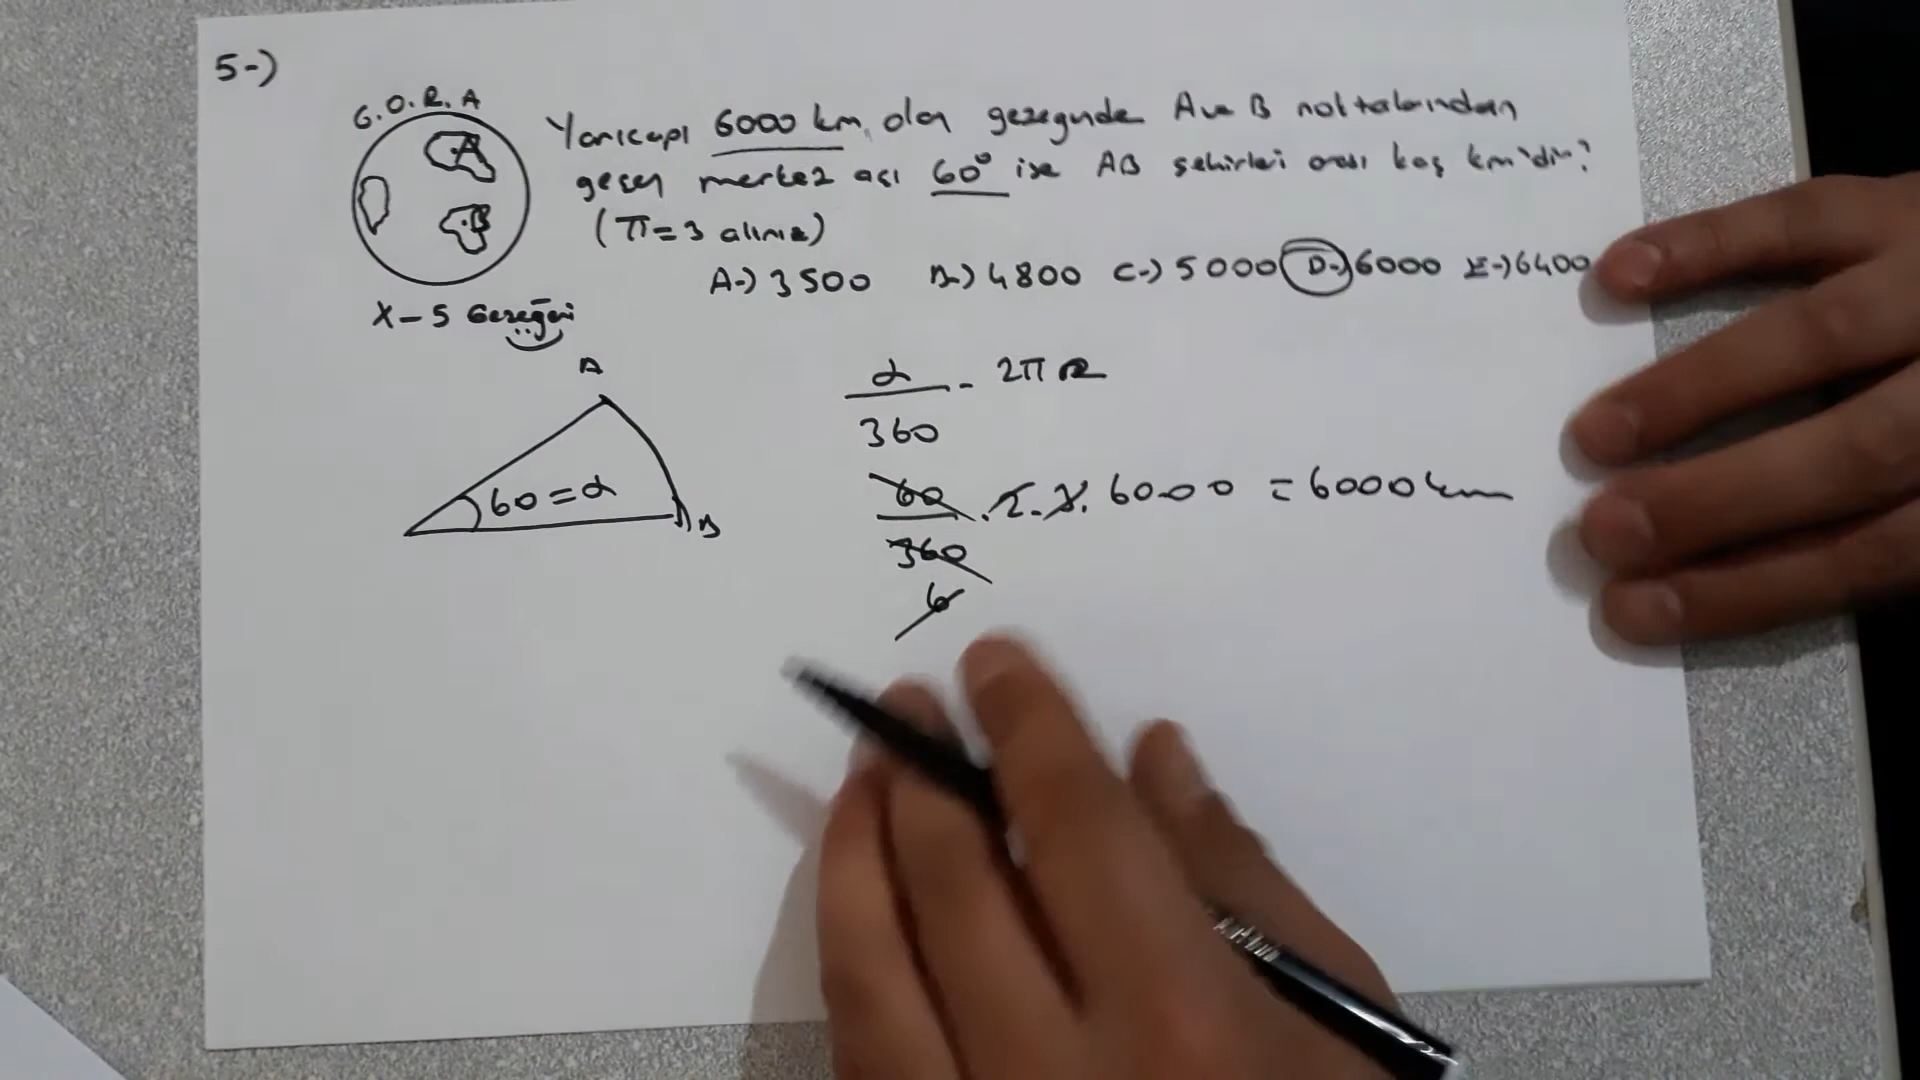 5-)
G.O.R.A
A
B
X-5 Gezegeni
Yarıçapı 6000 km olan gezegende A ve B noktalarından
geçen merkez açı 60° ise AB şehirleri arası kaç km'dir?
(π=3 alınız)
A-) 3500 B-) 4800 C-) 5000 D-) 6000 E-) 6400
A
60=α
B
α/360 . 2πR
60/360 . 2.3. 6000 = 6000 km
6